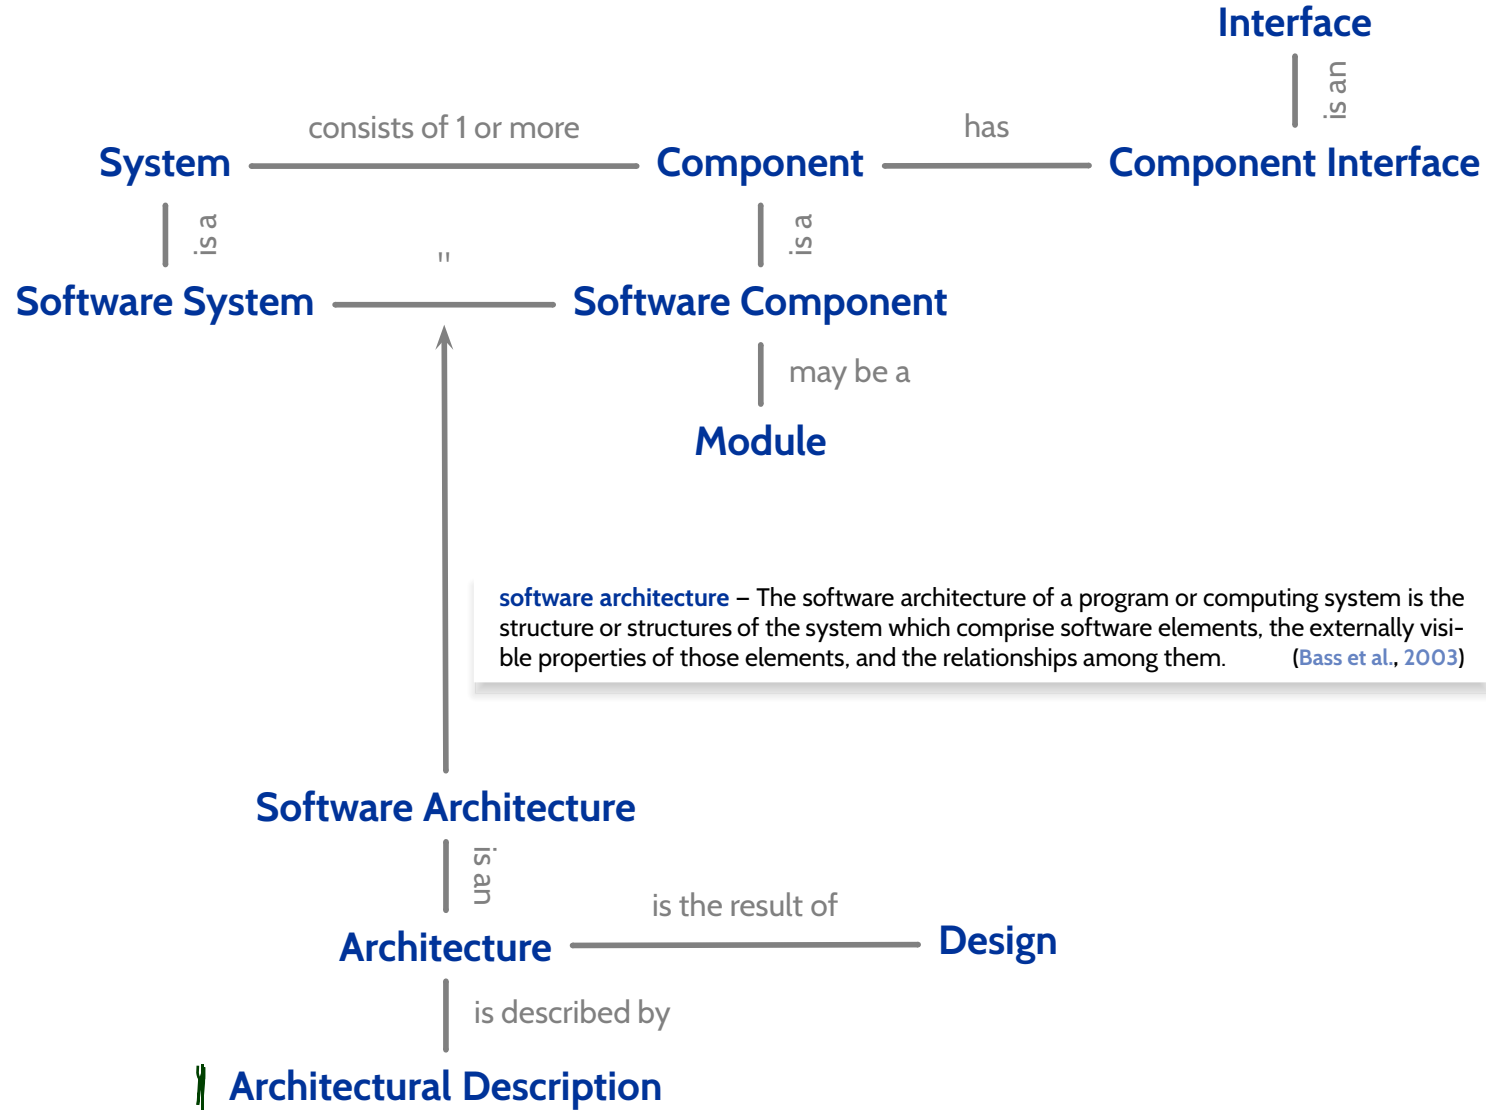 Interface
is an
consists of 1 or more
has
System
Component
Component Interface
is a
is a
"
Software System
Software Component
may be a
Module
software architecture – The software architecture of a program or computing system is the
structure or structures of the system which comprise software elements, the externally visi-
ble properties of those elements, and the relationships among them. (Bass et al., 2003)
Software Architecture
is an
is the result of
Architecture
Design
is described by
Architectural Description